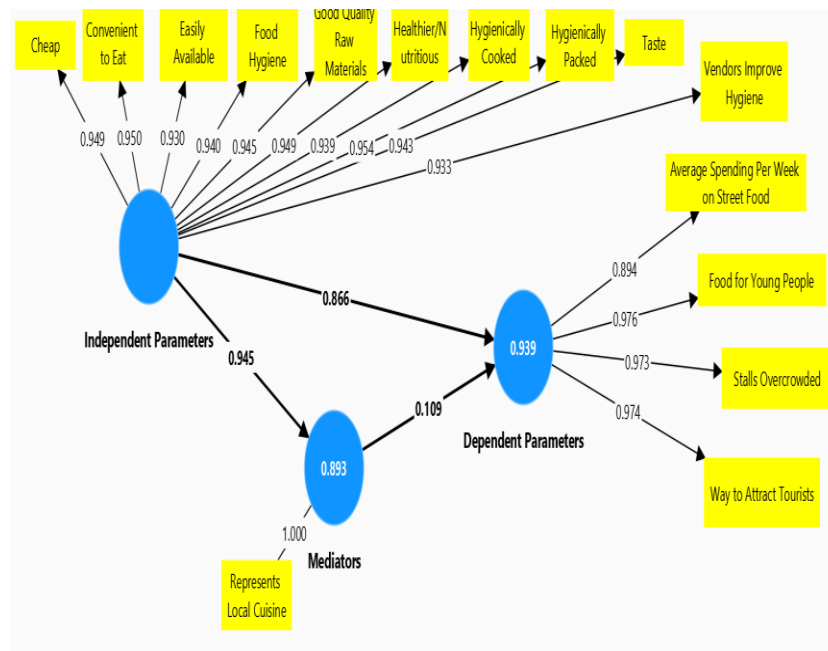 Cheap
Convenient
to Eat
Easily
Available
Food
Hygiene
Good Quality
Raw
Materials
Healthier/N
utritious
Hygienically
Cooked
Hygienically
Packed
Taste
Vendors Improve
Hygiene
0.949
0.950
0.930
0.940
0.945
0.949
0.939
0.954
0.943
0.933
Average Spending Per Week
on Street Food
0.894
Food for Young People
0.976
0.866
Independent Parameters
0.945
0.939
0.973
Stalls Overcrowded
0.974
0.109
Dependent Parameters
0.893
Way to Attract Tourists
1.000
Mediators
Represents
Local Cuisine